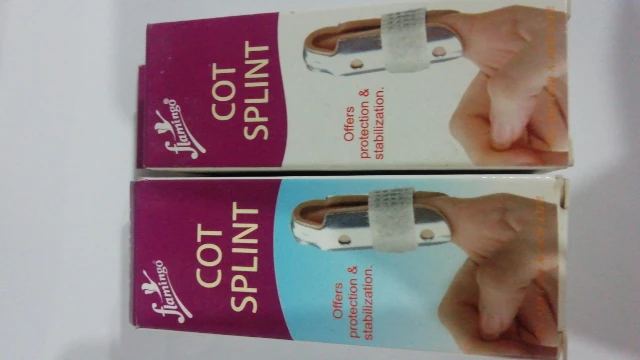 flamingo®
COT
SPLINT
Offers
protection &
stabilization.
flamingo
COT
SPLINT
Offers
protection &
stabilization.